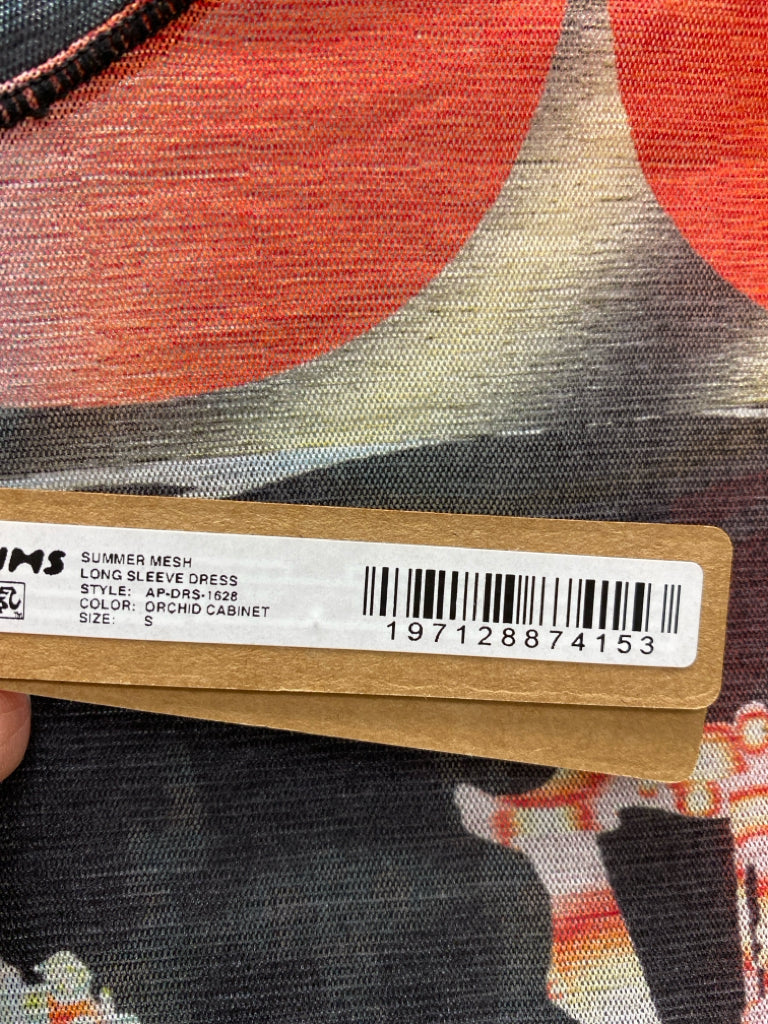 SUMMER MESH
LONG SLEEVE DRESS
STYLE: AP-DRS-1628
COLOR: ORCHID CABINET
SIZE: S
197128874153